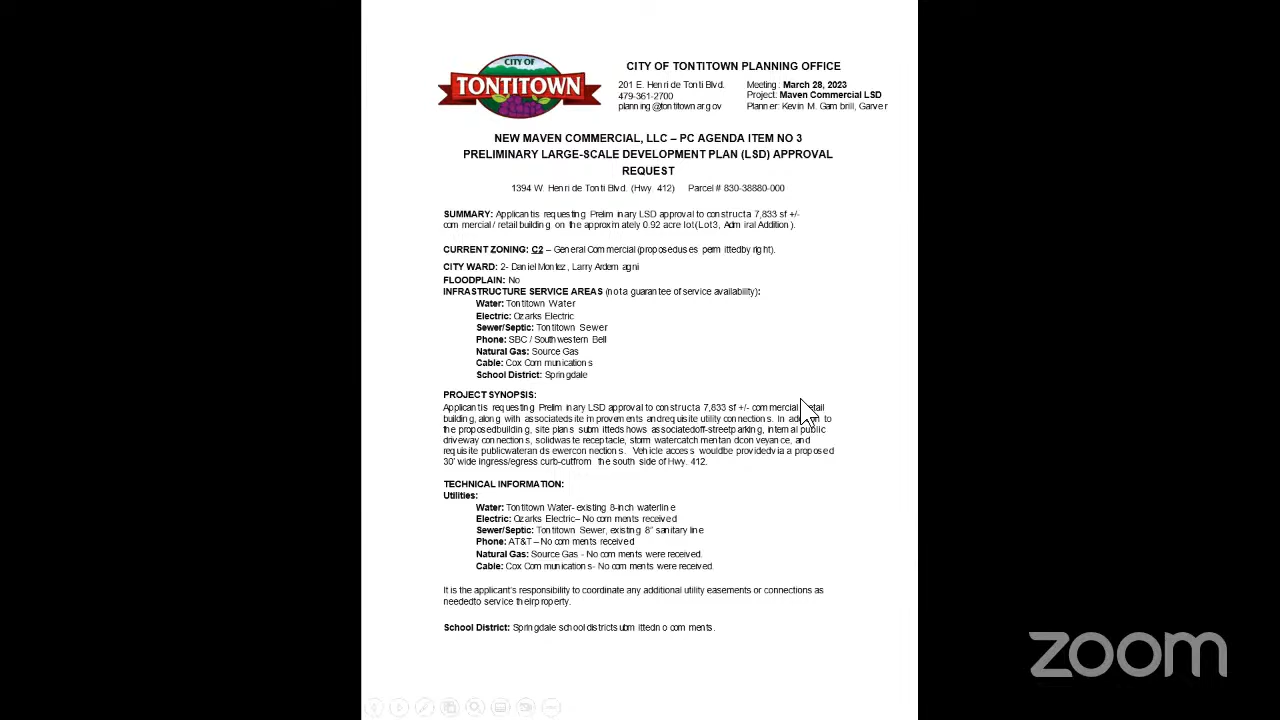 CITY OF
TONTITOWN
CITY OF TONTITOWN PLANNING OFFICE
201 E. Henri de Tonti Blvd.
479-361-2700
planning@tontitownar.gov
Meeting: March 28, 2023
Project: Maven Commercial LSD
Planner: Kevin M. Gambrill, Garver
NEW MAVEN COMMERCIAL, LLC – PC AGENDA ITEM NO 3
PRELIMINARY LARGE-SCALE DEVELOPMENT PLAN (LSD) APPROVAL
REQUEST
1394 W. Henri de Tonti Blvd. (Hwy. 412) Parcel # 830-38880-000
SUMMARY: Applicant is requesting Preliminary LSD approval to construct a 7,833 sf +/-
commercial / retail building on the approximately 0.92 acre lot (Lot 3, Admiral Addition).
CURRENT ZONING: C2 – General Commercial (proposed uses permitted by right).
CITY WARD: 2- Daniel Montez, Larry Ardemagni
FLOODPLAIN: No
INFRASTRUCTURE SERVICE AREAS (not a guarantee of service availability):
Water: Tontitown Water
Electric: Ozarks Electric
Sewer/Septic: Tontitown Sewer
Phone: SBC / Southwestern Bell
Natural Gas: Source Gas
Cable: Cox Communications
School District: Springdale
PROJECT SYNOPSIS:
Applicant is requesting Preliminary LSD approval to construct a 7,833 sf +/- commercial retail
building, along with associated site improvements and requisite utility connections. In addition to
the proposed building, site plans submitted shows associated off-street parking, internal public
driveway connections, solid waste receptacle, storm water catchment and conveyance, and
requisite public water and sewer connections. Vehicle access would be provided via a proposed
30' wide ingress/egress curb-cut from the south side of Hwy. 412.
TECHNICAL INFORMATION:
Utilities:
Water: Tontitown Water- existing 8-inch waterline
Electric: Ozarks Electric– No comments received
Sewer/Septic: Tontitown Sewer, existing 8" sanitary line
Phone: AT&T – No comments received
Natural Gas: Source Gas - No comments were received.
Cable: Cox Communications- No comments were received.
It is the applicant's responsibility to coordinate any additional utility easements or connections as
needed to service their property.
School District: Springdale school district submitted no comments.
zoom